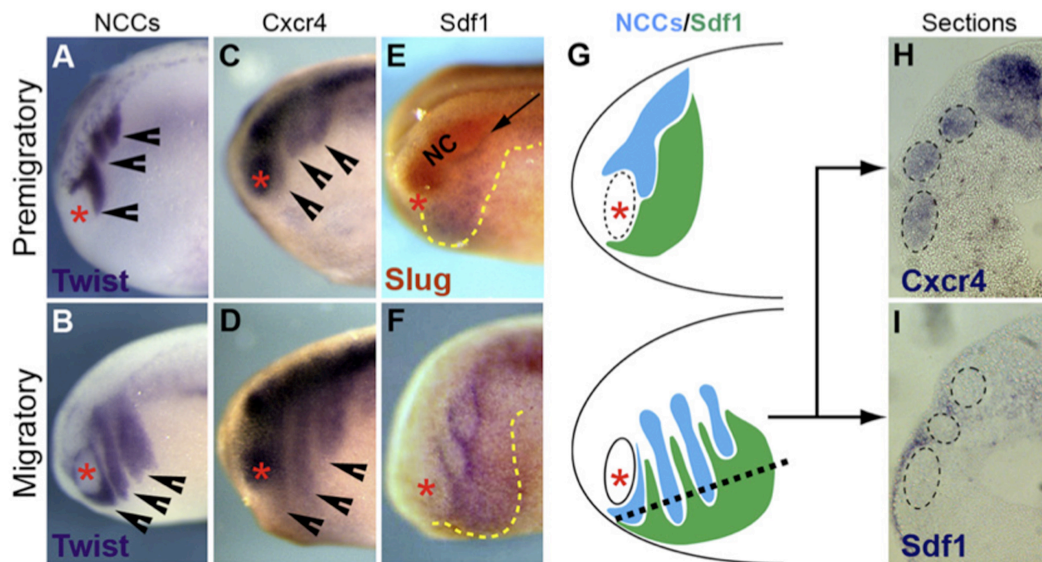 NCCs Cxcr4 Sdf1 NCCs/Sdf1 Sections
Premigratory
A C E G H
NC
* * * *
Twist Slug Cxcr4
Migratory
B D F I
* * * *
Twist Sdf1